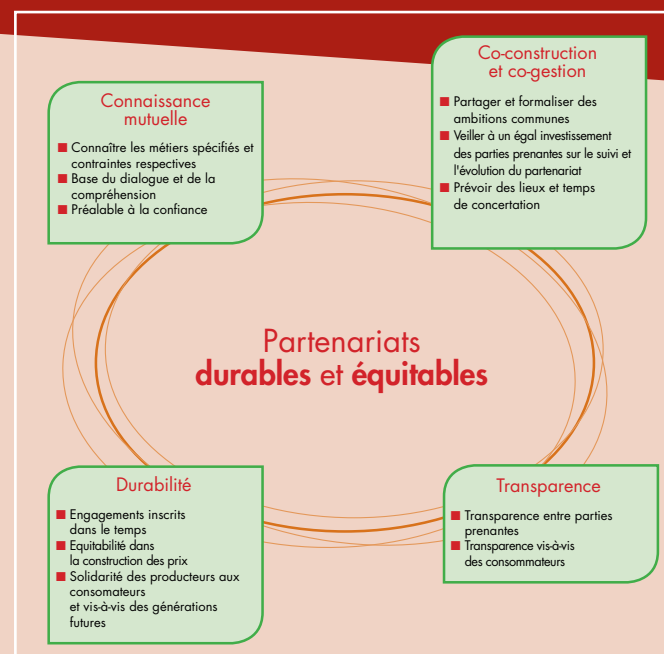 Connaissance
mutuelle
■ Connaître les métiers spécifiés et
contraintes respectives
■ Base du dialogue et de la
compréhension
■ Préalable à la confiance
Co-construction
et co-gestion
■ Partager et formaliser des
ambitions communes
■ Veiller à un égal investissement
des parties prenantes sur le suivi et
l'évolution du partenariat
■ Prévoir des lieux et temps
de concertation
Partenariats
durables et équitables
Durabilité
■ Engagements inscrits
dans le temps
■ Equitabilité dans
la construction des prix
■ Solidarité des producteurs aux
consomateurs
et vis-à-vis des générations
futures
Transparence
■ Transparence entre parties
prenantes
■ Transparence vis-à-vis
des consommateurs